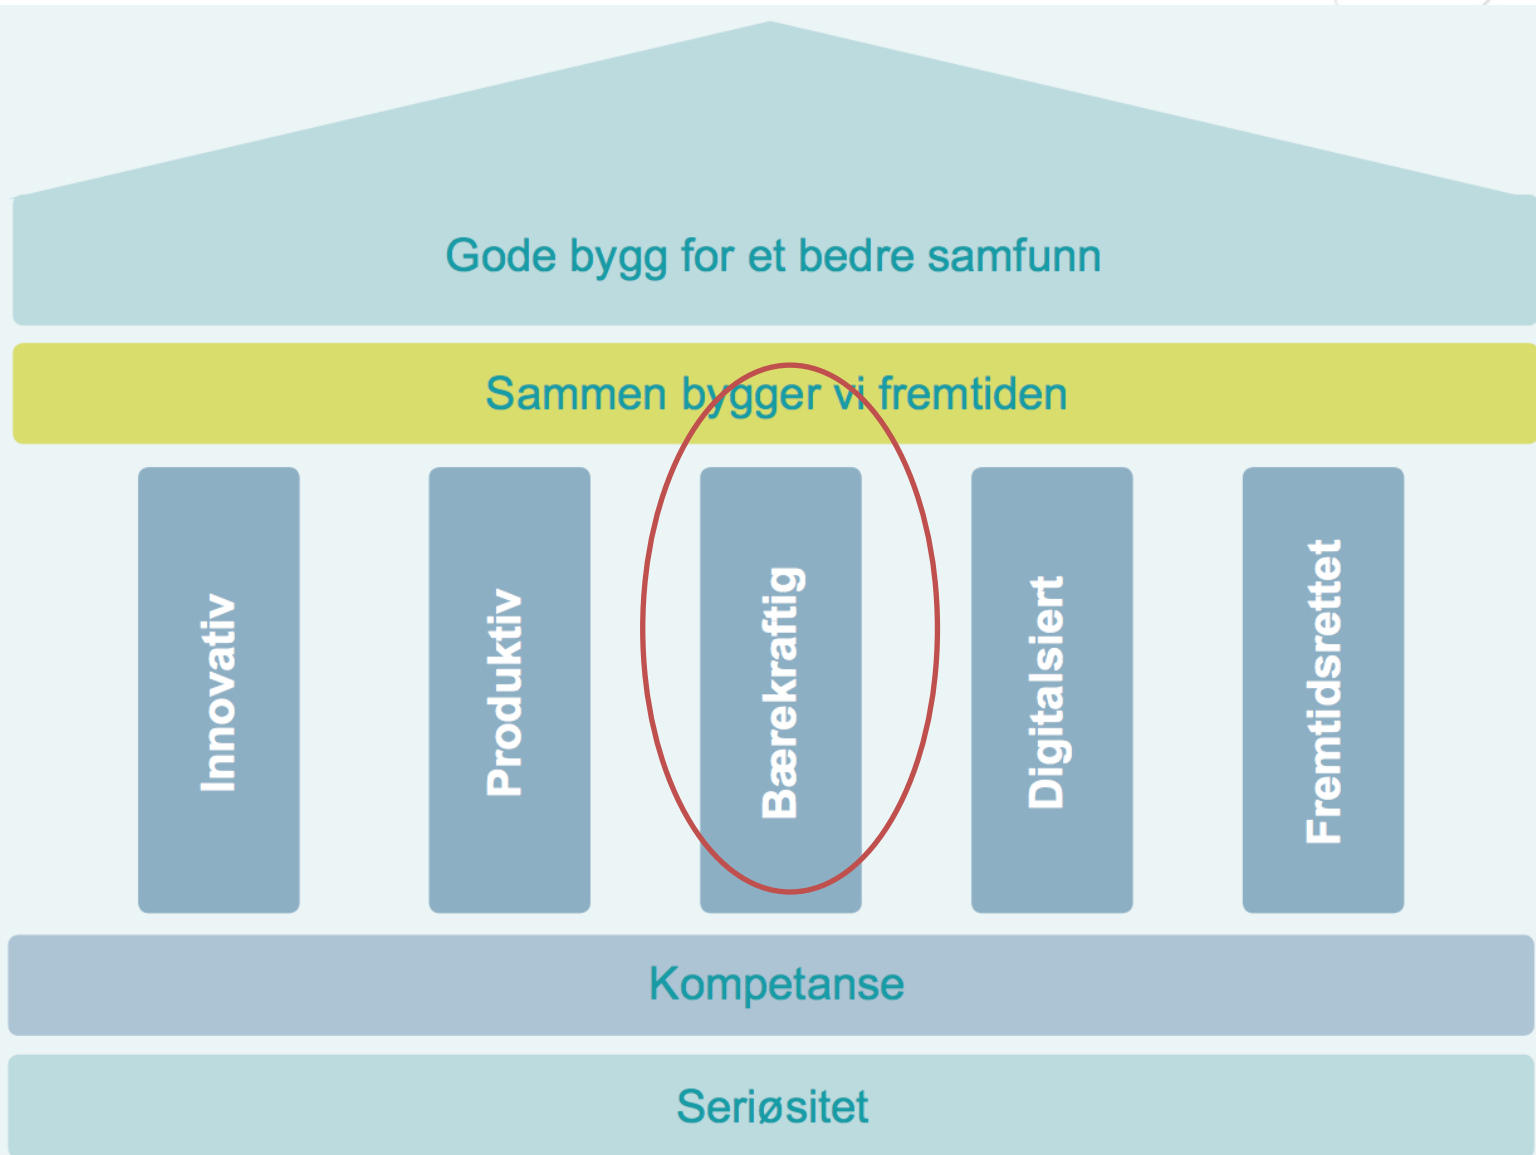 Gode bygg for et bedre samfunn
Sammen bygger vi fremtiden
Innovativ
Produktiv
Bærekraftig
Digitalsiert
Fremtidsrettet
Kompetanse
Seriøsitet